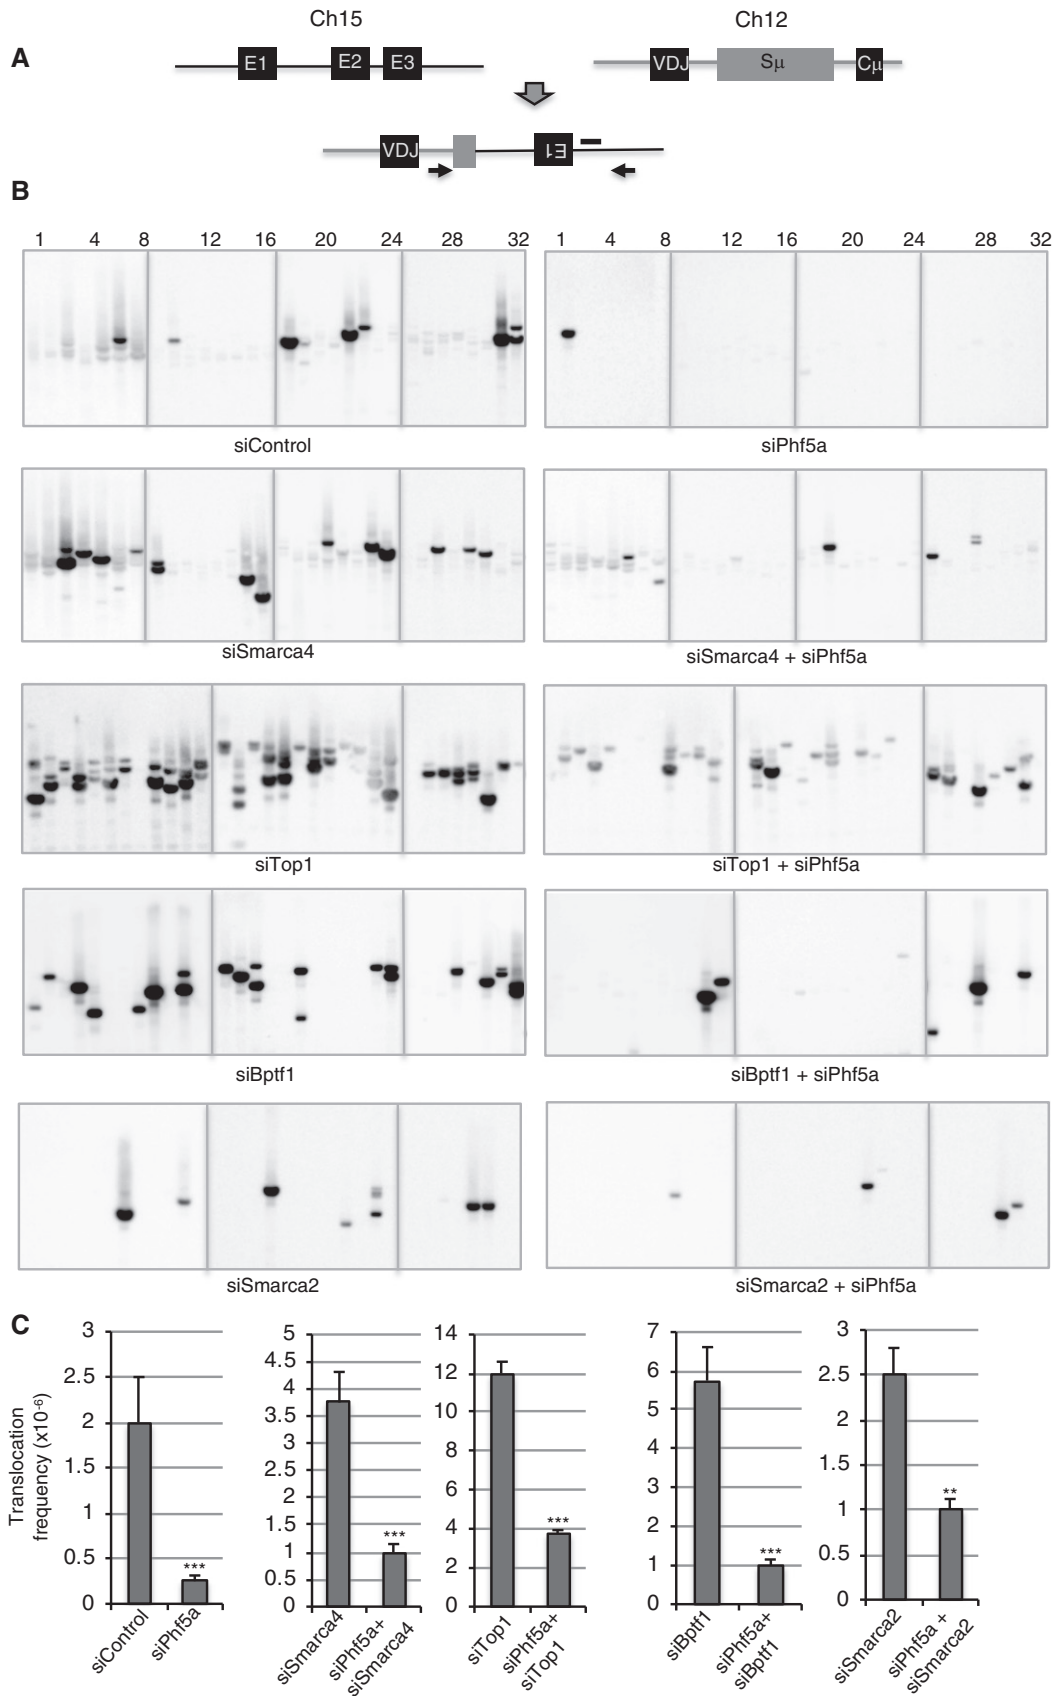 Ch15
Ch12
A
E1
E2
E3
VDJ
Sμ
Cμ
VDJ
E1
B
1 4 8 12 16 20 24 28 32
1 4 8 12 16 20 24 28 32
siControl
siPhf5a
siSmarca4
siSmarca4 + siPhf5a
siTop1
siTop1 + siPhf5a
siBptf1
siBptf1 + siPhf5a
siSmarca2
siSmarca2 + siPhf5a
C
Translocation
frequency (x10-6)
3
2.5
2
1.5
1
0.5
0
***
siControl
siPhf5a
5
4.5
4
3.5
3
2.5
2
1.5
1
0.5
0
***
siSmarca4
siPhf5a+
siSmarca4
14
12
10
8
6
4
2
0
***
siTop1
siPhf5a+
siTop1
7
6
5
4
3
2
1
0
***
siBptf1
siPhf5a+
siBptf1
3
2.5
2
1.5
1
0.5
0
**
siSmarca2
siPhf5a +
siSmarca2